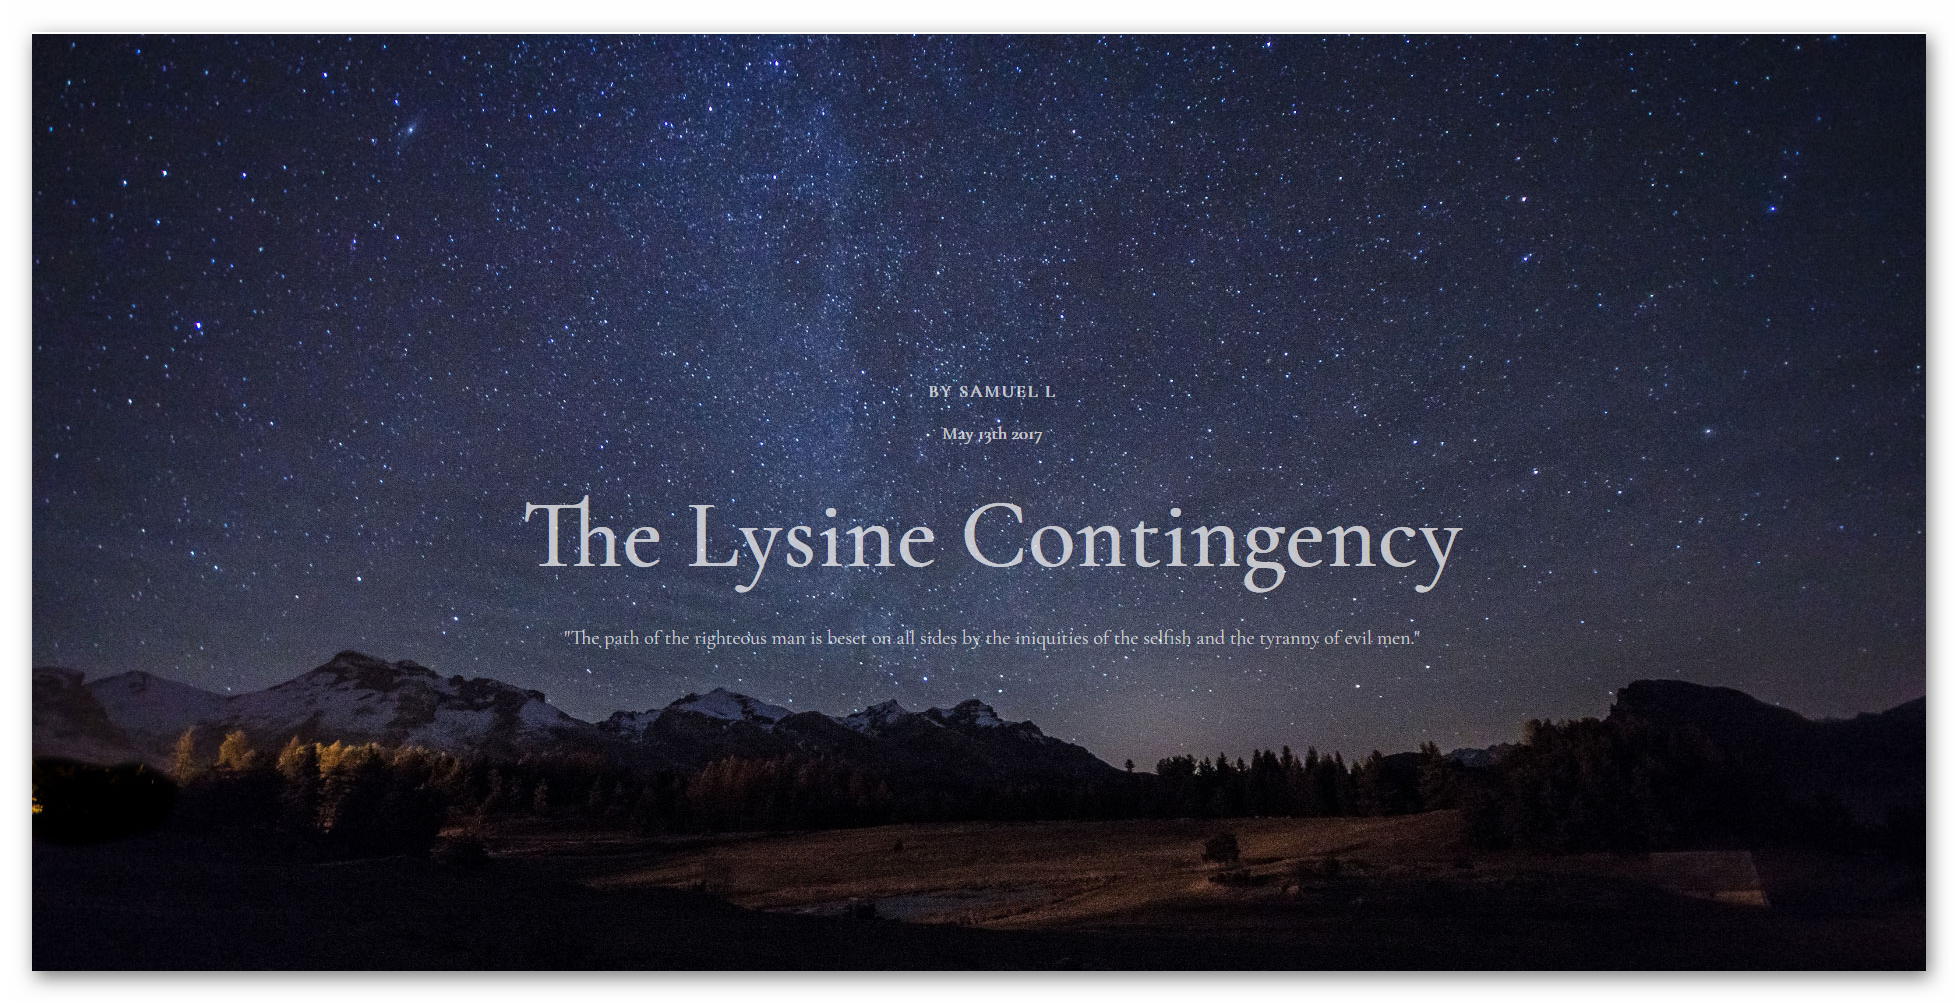 BY SAMUEL L
May 13th 2017
The Lysine Contingency
"The path of the righteous man is beset on all sides by the iniquities of the selfish and the tyranny of evil men."